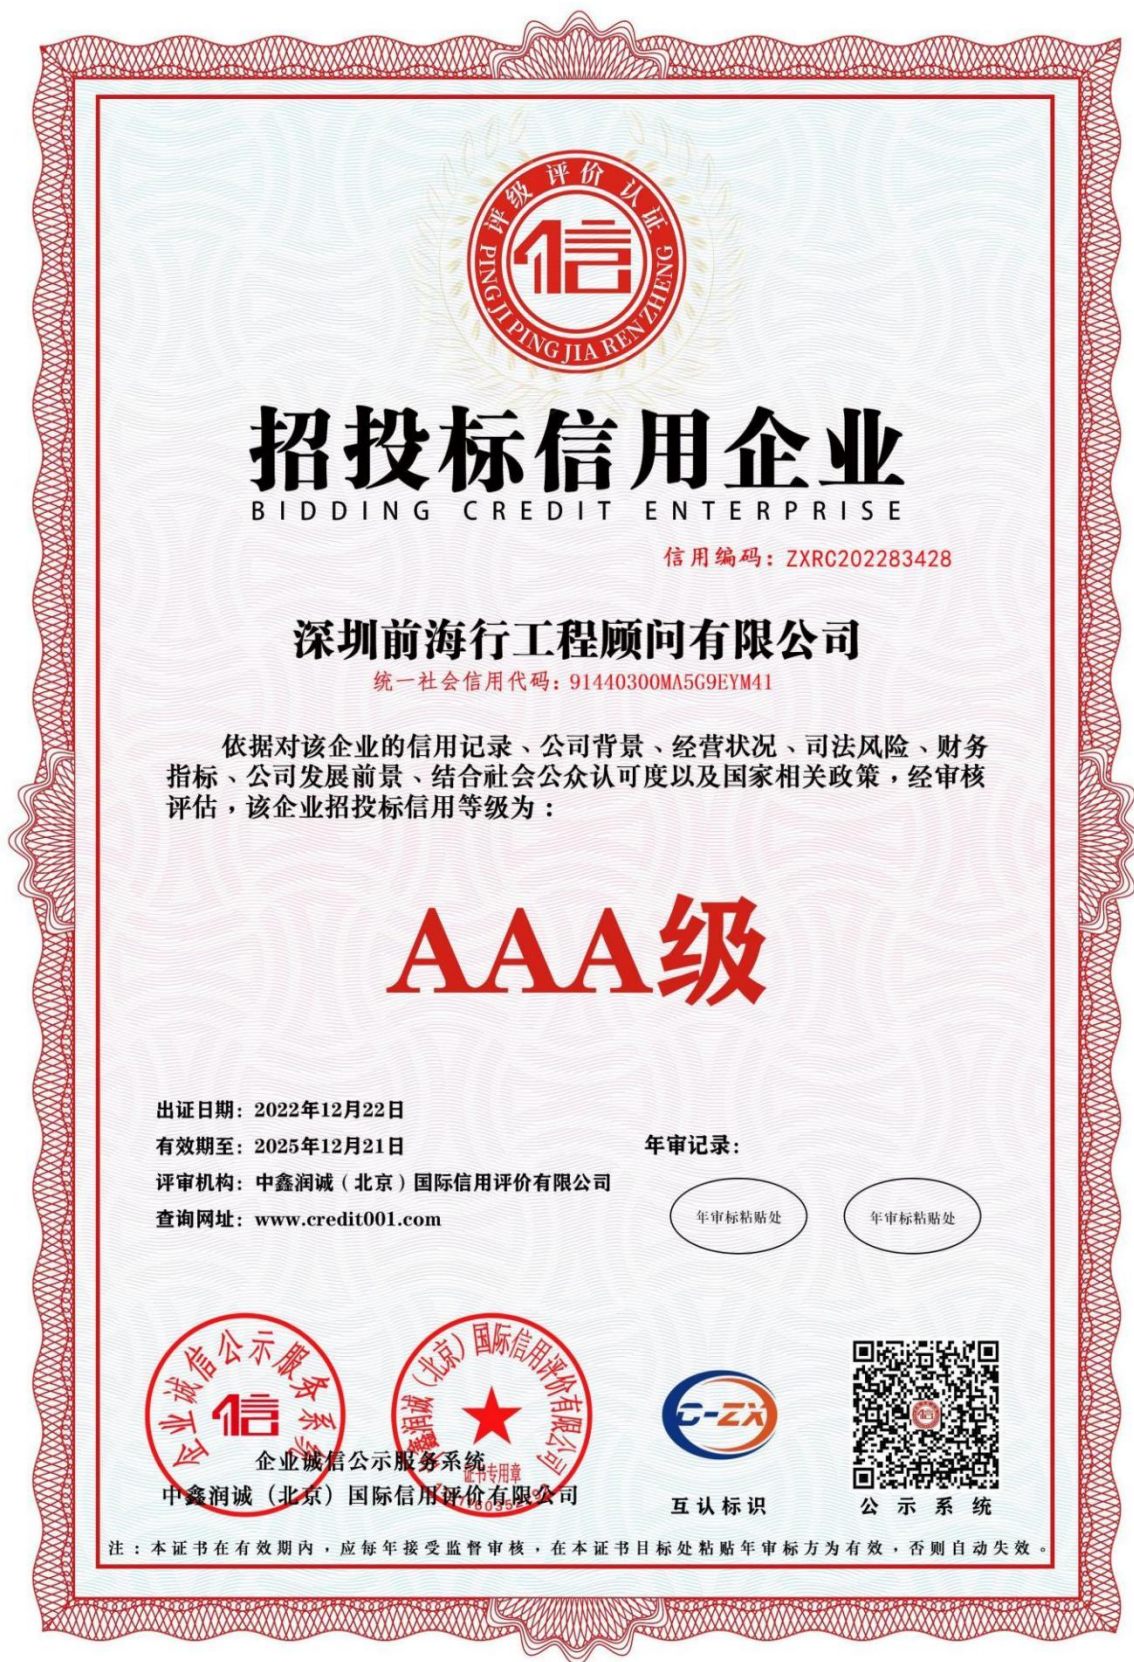 评级 评价 认证
信
PING JI PING JIA REN ZHENG
招投标信用企业
BIDDING CREDIT ENTERPRISE
信用编码：ZXRC202283428
深圳前海行工程顾问有限公司
统一社会信用代码：91440300MA5G9EYM41
依据对该企业的信用记录、公司背景、经营状况、司法风险、财务
指标、公司发展前景、结合社会公众认可度以及国家相关政策，经审核
评估，该企业招投标信用等级为：
AAA级
出证日期：2022年12月22日
有效期至：2025年12月21日
年审记录：
评审机构：中鑫润诚（北京）国际信用评价有限公司
查询网址：www.credit001.com
年审标粘贴处
年审标粘贴处
企业诚信公示服务系统
信
中鑫润诚（北京）国际信用评价有限公司
证书专用章
C-ZX
企业诚信公示服务系统
中鑫润诚（北京）国际信用评价有限公司
互认标识
公示系统
注：本证书在有效期内，应每年接受监督审核，在本证书目标处粘贴年审标方为有效，否则自动失效。